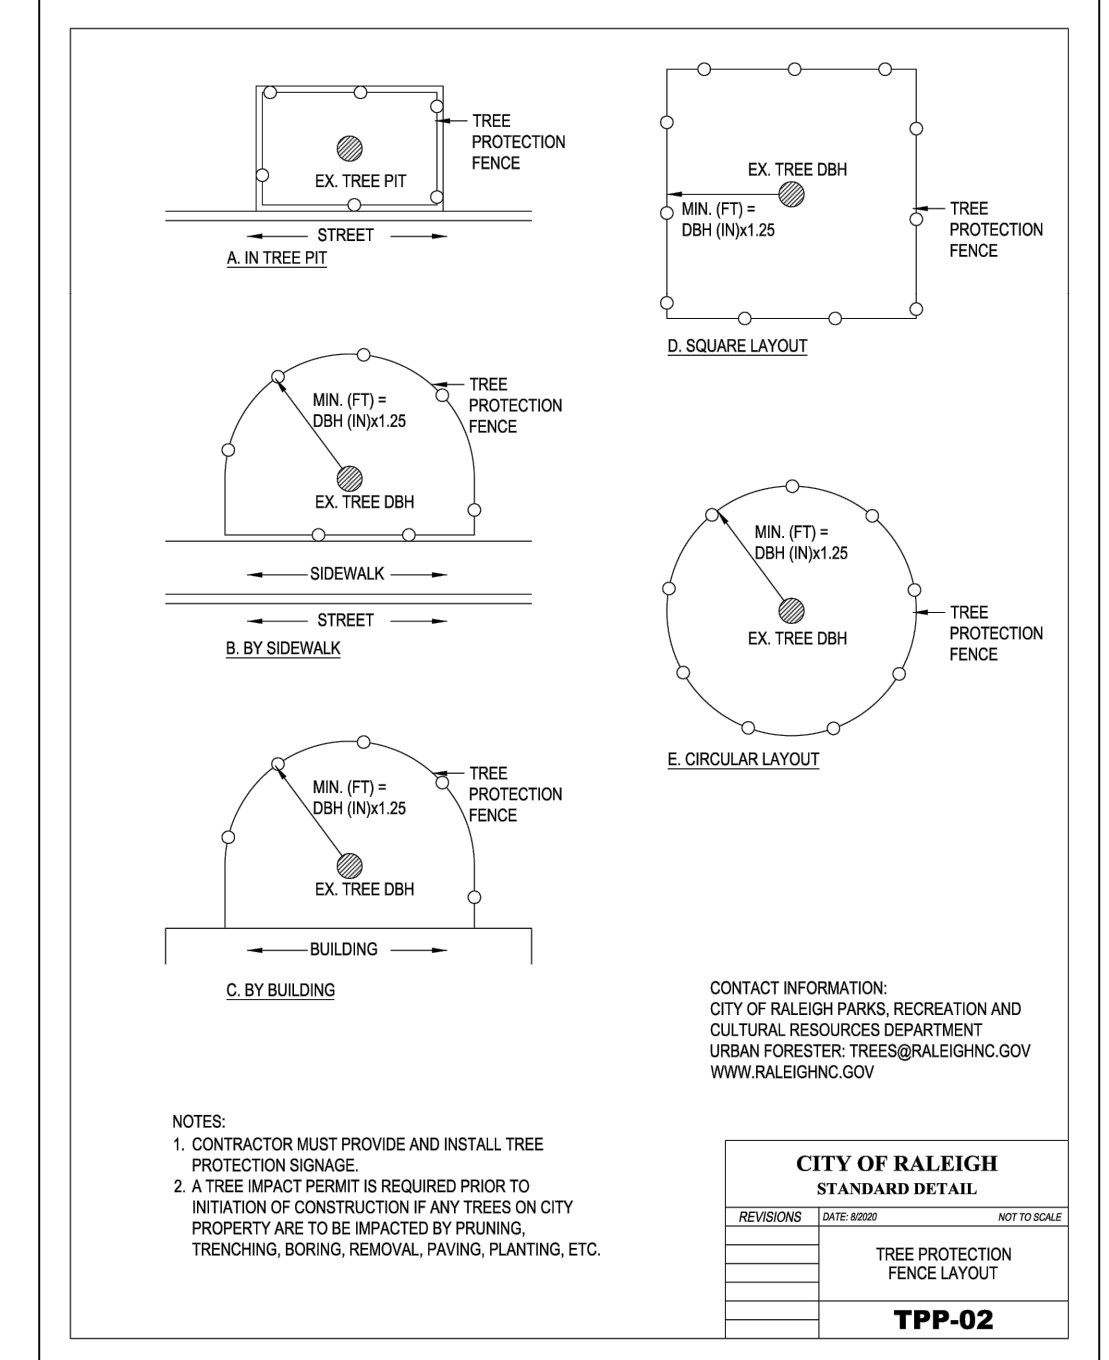 TREE
PROTECTION
FENCE
EX. TREE PIT
STREET
A. IN TREE PIT
TREE
PROTECTION
FENCE
MIN. (FT) =
DBH (IN)x1.25
EX. TREE DBH
SIDEWALK
STREET
B. BY SIDEWALK
TREE
PROTECTION
FENCE
MIN. (FT) =
DBH (IN)x1.25
EX. TREE DBH
BUILDING
C. BY BUILDING
EX. TREE DBH
MIN. (FT) =
DBH (IN)x1.25
TREE
PROTECTION
FENCE
D. SQUARE LAYOUT
MIN. (FT) =
DBH (IN)x1.25
EX. TREE DBH
TREE
PROTECTION
FENCE
E. CIRCULAR LAYOUT
CONTACT INFORMATION:
CITY OF RALEIGH PARKS, RECREATION AND
CULTURAL RESOURCES DEPARTMENT
URBAN FORESTER: TREES@RALEIGHNC.GOV
WWW.RALEIGHNC.GOV
NOTES:
1. CONTRACTOR MUST PROVIDE AND INSTALL TREE
PROTECTION SIGNAGE.
2. A TREE IMPACT PERMIT IS REQUIRED PRIOR TO
INITIATION OF CONSTRUCTION IF ANY TREES ON CITY
PROPERTY ARE TO BE IMPACTED BY PRUNING,
TRENCHING, BORING, REMOVAL, PAVING, PLANTING, ETC.
CITY OF RALEIGH
STANDARD DETAIL
REVISIONS DATE: 8/2020 NOT TO SCALE
TREE PROTECTION
FENCE LAYOUT
TPP-02